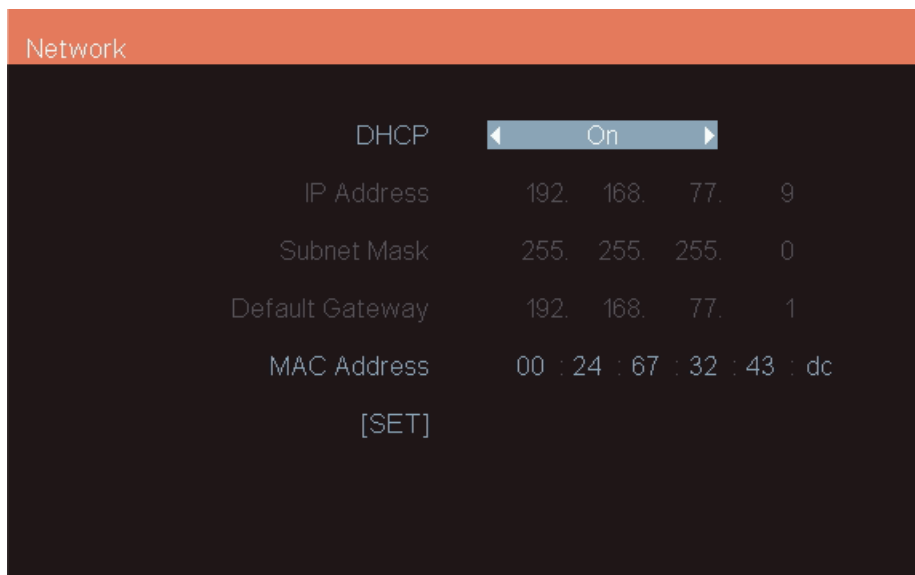 Network
DHCP On
IP Address 192. 168. 77. 9
Subnet Mask 255. 255. 255. 0
Default Gateway 192. 168. 77. 1
MAC Address 00 : 24 : 67 : 32 : 43 : dc
[SET]